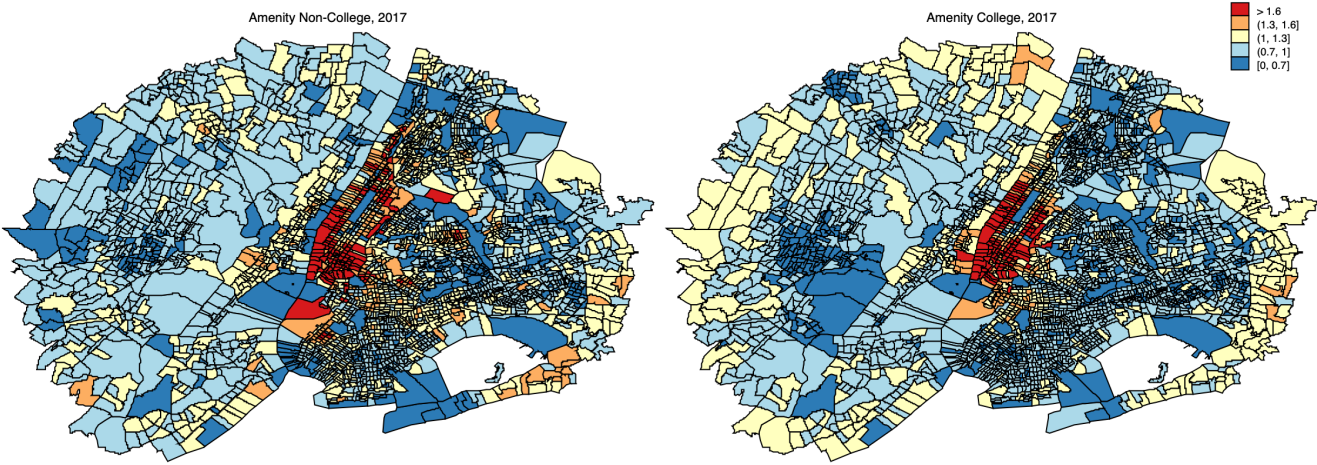 Amenity Non-College, 2017
Amenity College, 2017
> 1.6
(1.3, 1.6]
(1, 1.3]
(0.7, 1]
[0, 0.7]